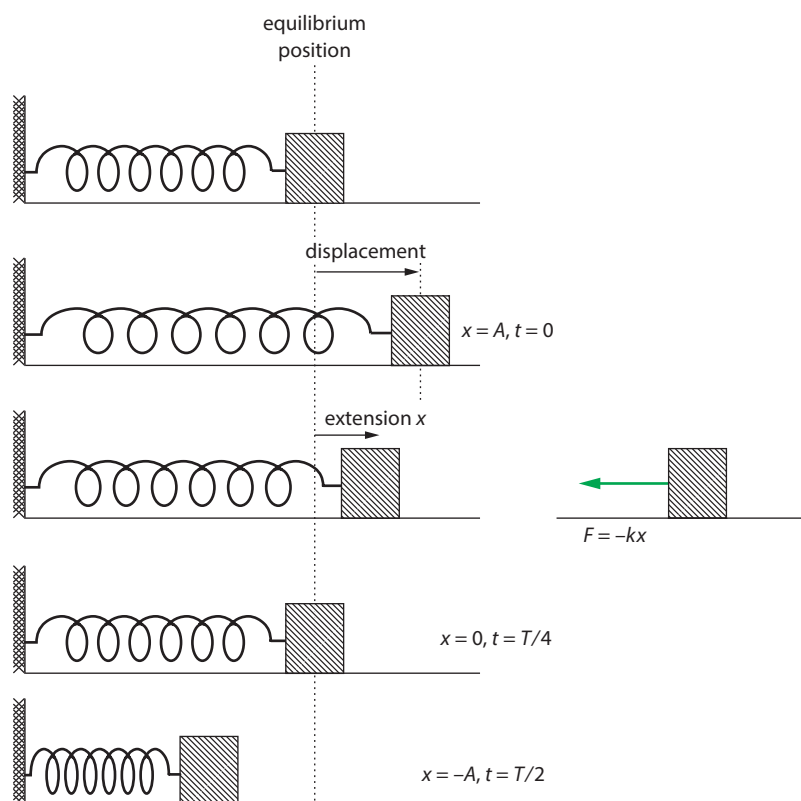 equilibrium
position
displacement
x = A, t = 0
extension x
F = –kx
x = 0, t = T/4
x = –A, t = T/2